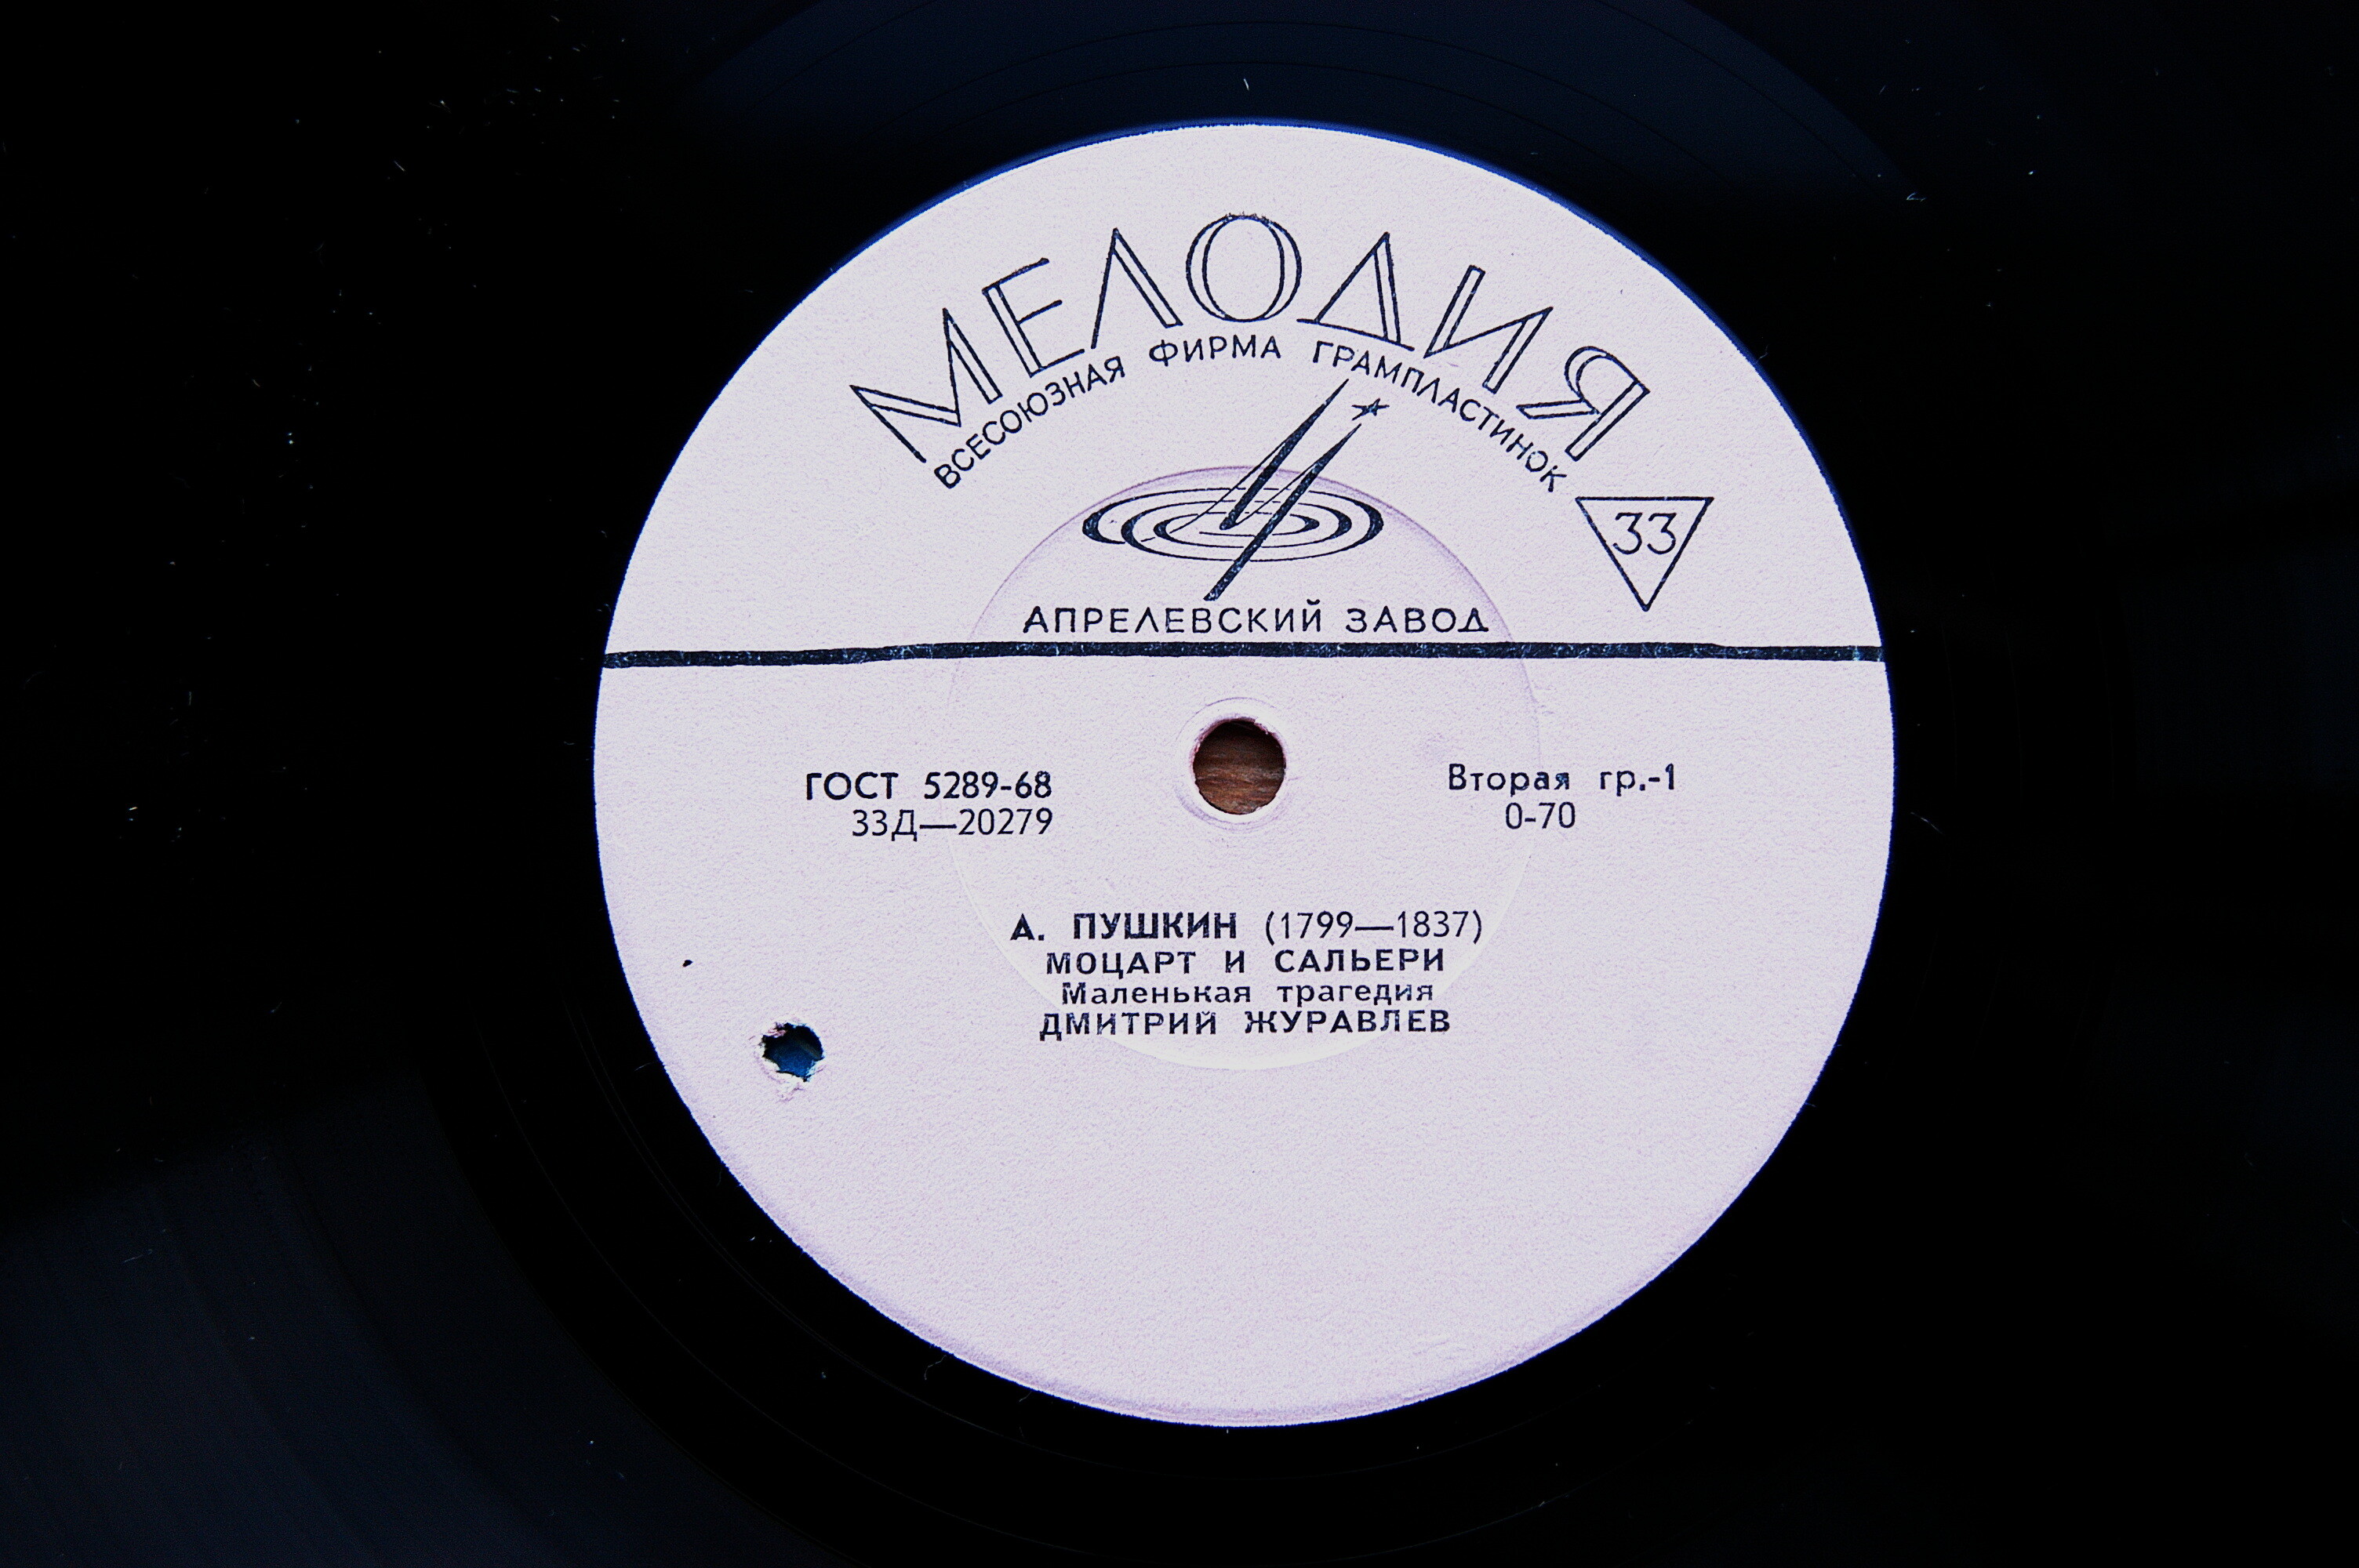 МЕЛОДИЯ
ВСЕСОЮЗНАЯ ФИРМА ГРАМПЛАСТИНОК
33
АПРЕЛЕВСКИЙ ЗАВОД
ГОСТ 5289-68
33Д—20279
Вторая гр.-1
0-70
А. ПУШКИН (1799—1837)
МОЦАРТ И САЛЬЕРИ
Маленькая трагедия
ДМИТРИЙ ЖУРАВЛЕВ